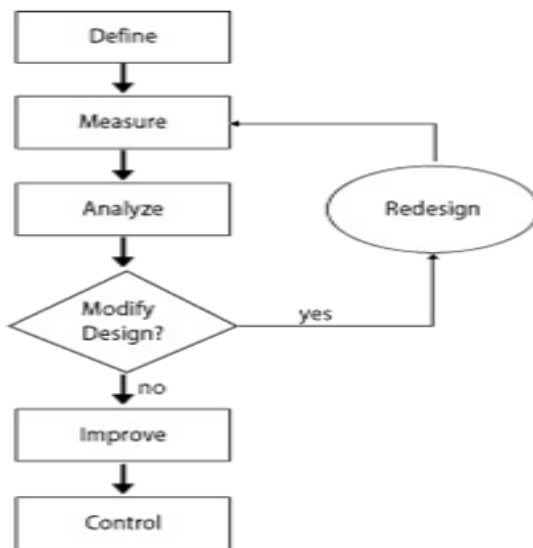 Define
Measure
Analyze
Redesign
Modify
Design?
yes
no
Improve
Control